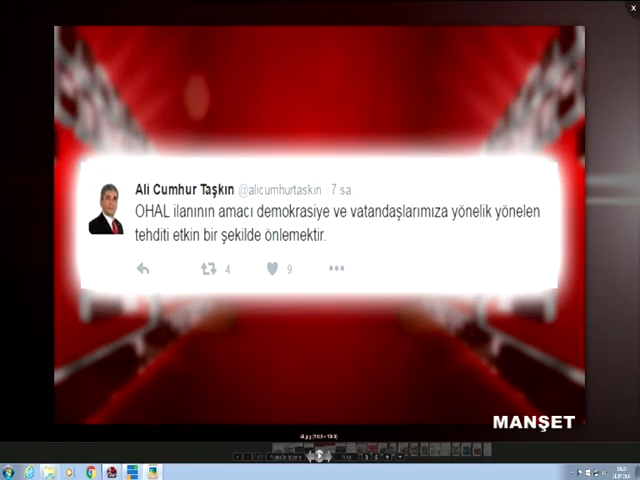 Ali Cumhur Taşkın @alicumhurtaskin · 7 sa.
OHAL ilanının amacı demokrasiye ve vatandaşlarımıza yönelik yönelen
tehditi etkin bir şekilde önlemektir.
4 9
MANŞET